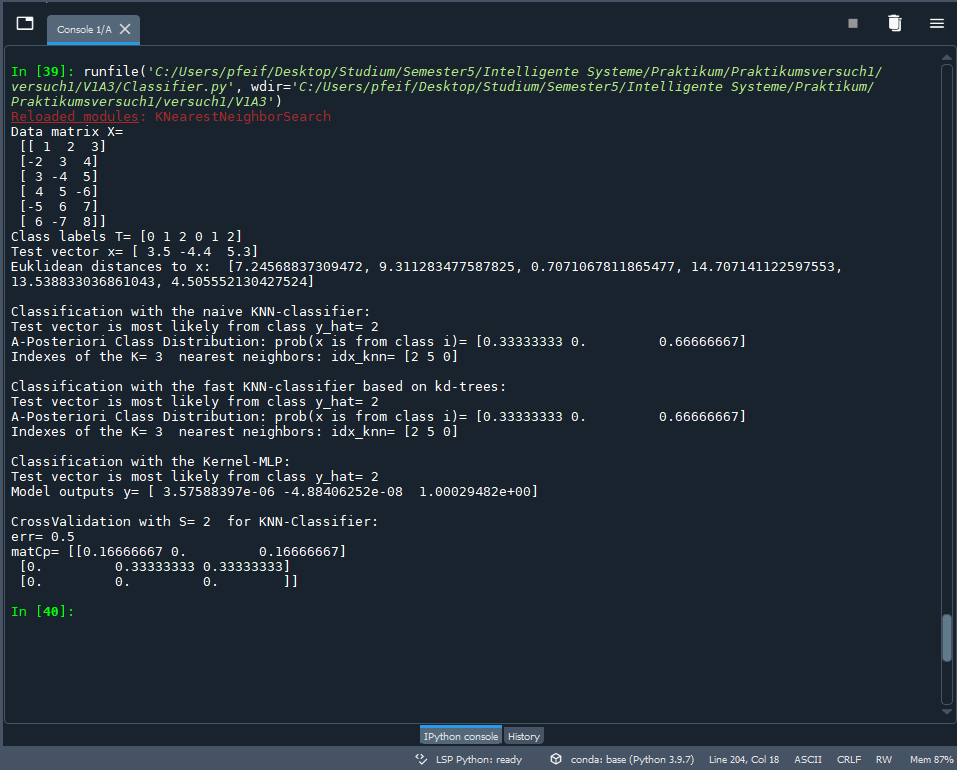 Console 1/A
In [39]: runfile('C:/Users/pfeif/Desktop/Studium/Semester5/Intelligente Systeme/Praktikum/Praktikumsversuch1/
versuch1/V1A3/Classifier.py', wdir='C:/Users/pfeif/Desktop/Studium/Semester5/Intelligente Systeme/Praktikum/
Praktikumsversuch1/versuch1/V1A3')
Reloaded modules: KNearestNeighborSearch
Data matrix X=
 [[ 1  2  3]
 [-2  3  4]
 [ 3 -4  5]
 [ 4  5 -6]
 [-5  6  7]
 [ 6 -7  8]]
Class labels T= [0 1 2 0 1 2]
Test vector x= [ 3.5 -4.4  5.3]
Euklidean distances to x:  [7.24568837309472, 9.311283477587825, 0.7071067811865477, 14.707141122597553,
13.538833036861043, 4.505552130427524]
Classification with the naive KNN-classifier:
Test vector is most likely from class y_hat= 2
A-Posteriori Class Distribution: prob(x is from class i)= [0.33333333 0.         0.66666667]
Indexes of the K= 3  nearest neighbors: idx_knn= [2 5 0]
Classification with the fast KNN-classifier based on kd-trees:
Test vector is most likely from class y_hat= 2
A-Posteriori Class Distribution: prob(x is from class i)= [0.33333333 0.         0.66666667]
Indexes of the K= 3  nearest neighbors: idx_knn= [2 5 0]
Classification with the Kernel-MLP:
Test vector is most likely from class y_hat= 2
Model outputs y= [ 3.57588397e-06 -4.88406252e-08  1.00029482e+00]
CrossValidation with S= 2  for KNN-Classifier:
err= 0.5
matCp= [[0.16666667 0.         0.16666667]
 [0.         0.33333333 0.33333333]
 [0.         0.         0.        ]]
In [40]:
IPython console History
LSP Python: ready conda: base (Python 3.9.7) Line 204, Col 18 ASCII CRLF RW Mem 87%